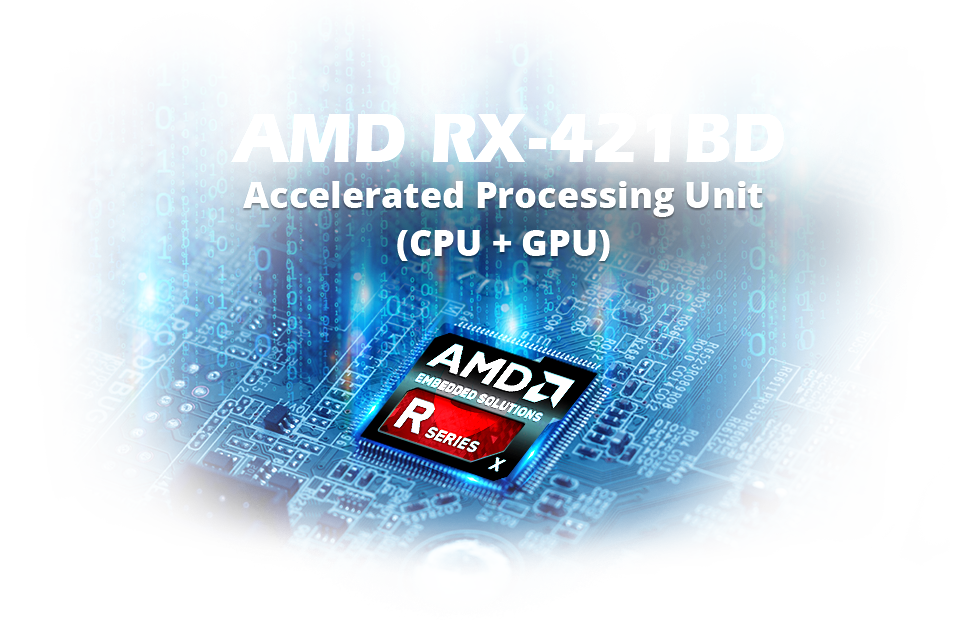 AMD RX-421BD
Accelerated Processing Unit
(CPU + GPU)
AMD
EMBEDDED SOLUTIONS
R SERIES
X